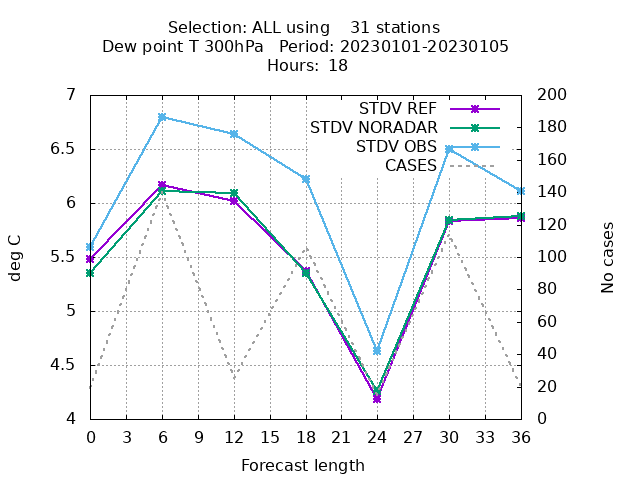 Selection: ALL using    31 stations
Dew point T 300hPa   Period: 20230101-20230105
Hours: 18
7 200
STDV REF
180
STDV NORADAR
6.5 160
STDV OBS
CASES
140
6
120
5.5 100
80
5
60
4.5 40
20
4 0
0 3 6 9 12 15 18 21 24 27 30 33 36
deg C
No cases
Forecast length